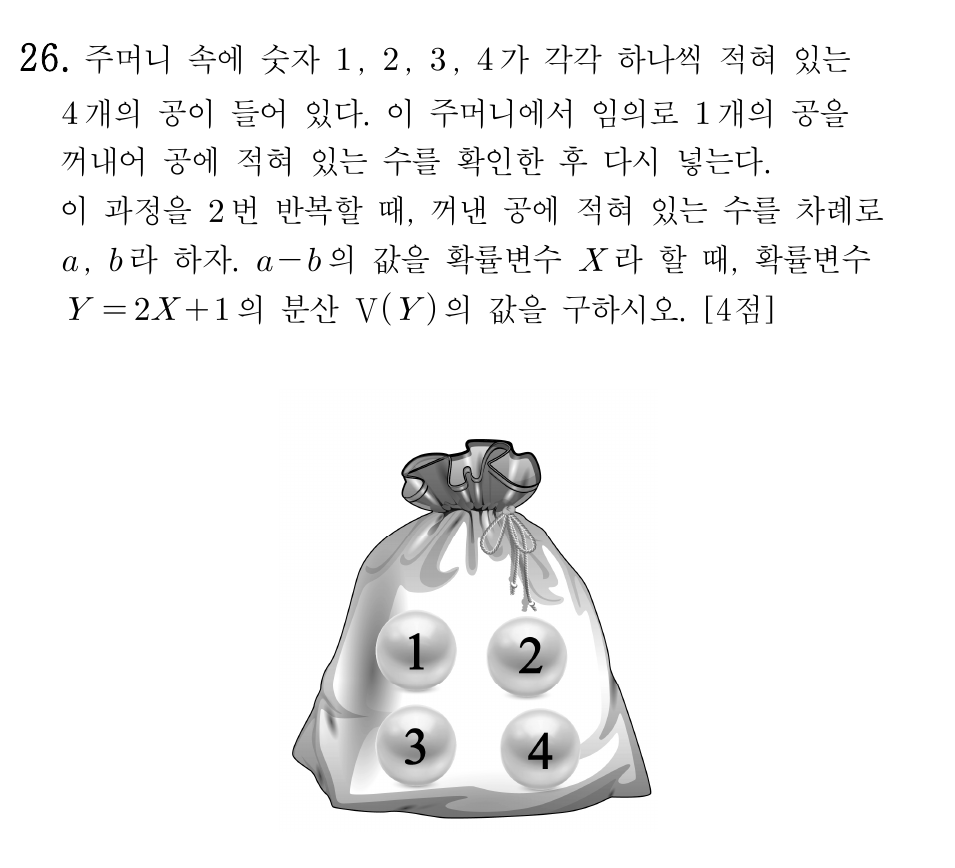 26. 주머니 속에 숫자 1, 2, 3, 4가 각각 하나씩 적혀 있는
4개의 공이 들어 있다. 이 주머니에서 임의로 1개의 공을
꺼내어 공에 적혀 있는 수를 확인한 후 다시 넣는다.
이 과정을 2번 반복할 때, 꺼낸 공에 적혀 있는 수를 차례로
a, b라 하자. a-b의 값을 확률변수 X라 할 때, 확률변수
Y=2X+1의 분산 V(Y)의 값을 구하시오. [4점]
1 2
3 4